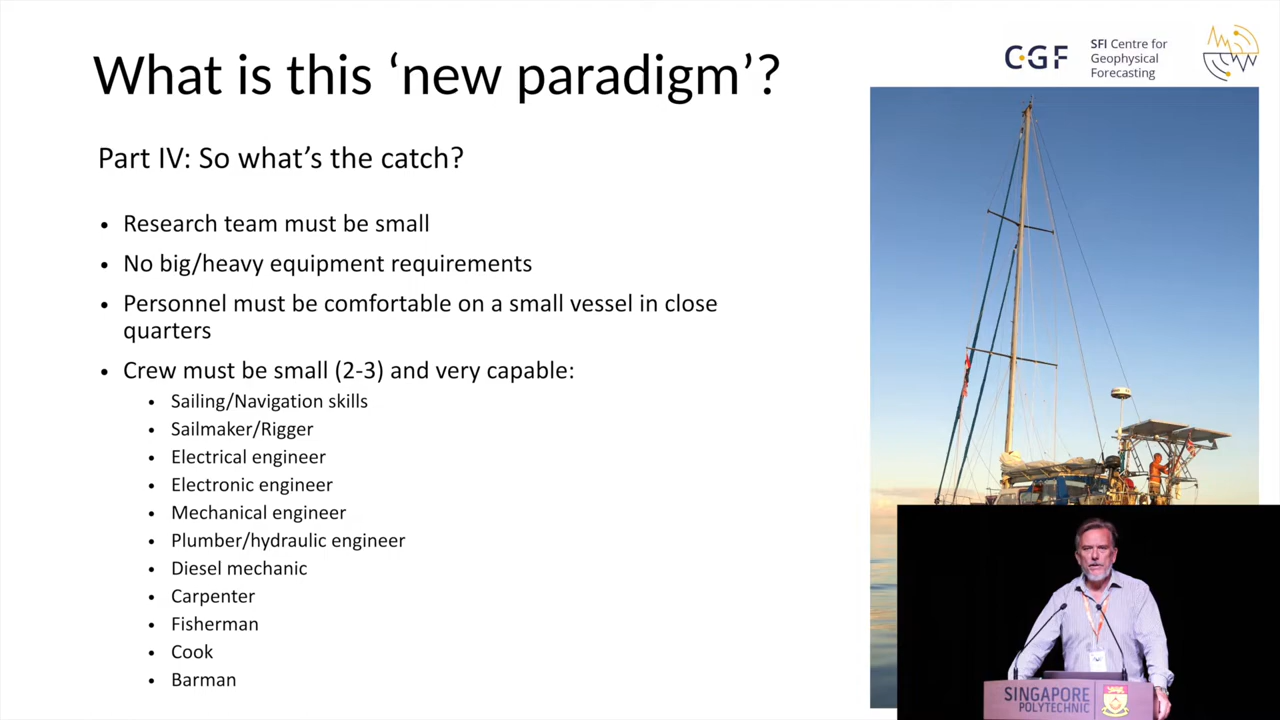 What is this ‘new paradigm’?
CGF
SFI Centre for
Geophysical
Forecasting
Part IV: So what’s the catch?
• Research team must be small
• No big/heavy equipment requirements
• Personnel must be comfortable on a small vessel in close
quarters
• Crew must be small (2-3) and very capable:
• Sailing/Navigation skills
• Sailmaker/Rigger
• Electrical engineer
• Electronic engineer
• Mechanical engineer
• Plumber/hydraulic engineer
• Diesel mechanic
• Carpenter
• Fisherman
• Cook
• Barman
SINGAPORE
POLYTECHNIC